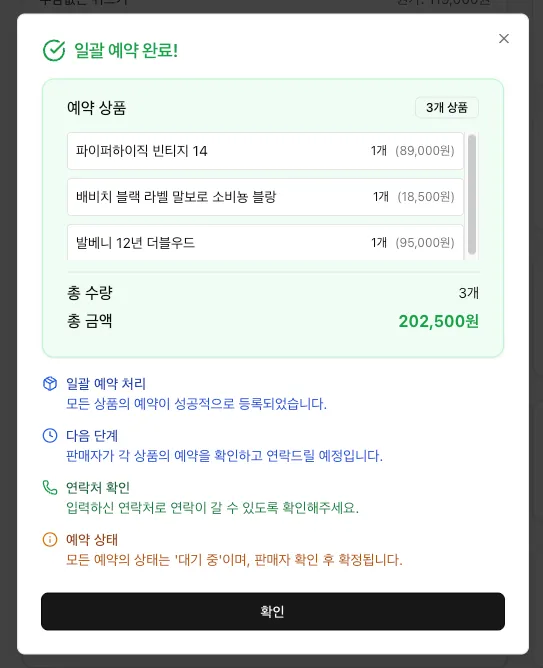 일괄 예약 완료!
예약 상품
3개 상품
파이퍼하이직 빈티지 14 1개 (89,000원)
배비치 블랙 라벨 말보로 소비뇽 블랑 1개 (18,500원)
발베니 12년 더블우드 1개 (95,000원)
총 수량 3개
총 금액 202,500원
일괄 예약 처리
모든 상품의 예약이 성공적으로 등록되었습니다.
다음 단계
판매자가 각 상품의 예약을 확인하고 연락드릴 예정입니다.
연락처 확인
입력하신 연락처로 연락이 갈 수 있도록 확인해주세요.
예약 상태
모든 예약의 상태는 '대기 중'이며, 판매자 확인 후 확정됩니다.
확인